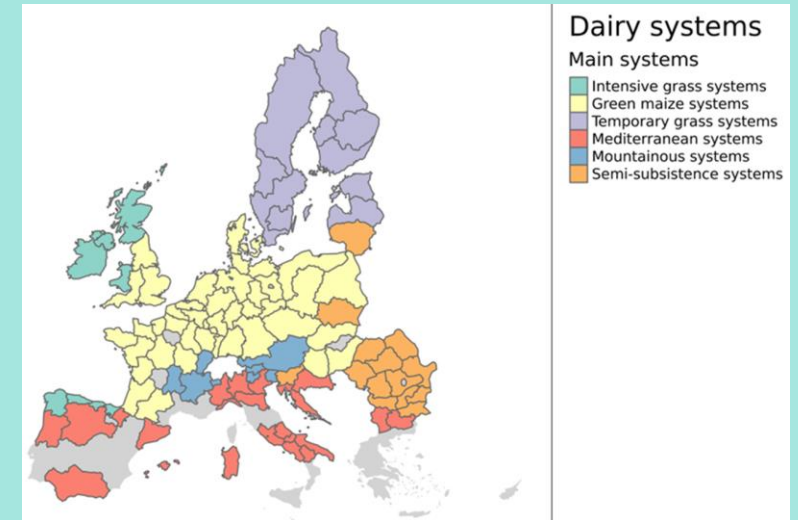 Dairy systems
Main systems
Intensive grass systems
Green maize systems
Temporary grass systems
Mediterranean systems
Mountainous systems
Semi-subsistence systems